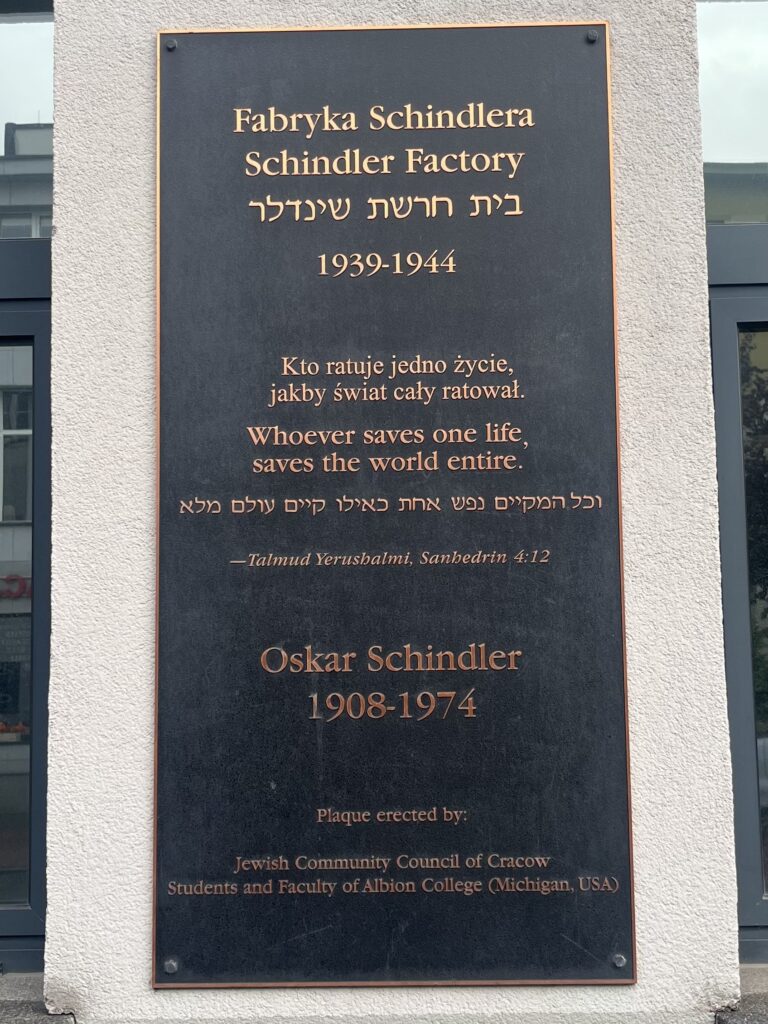 Fabryka Schindlera
Schindler Factory
בית חרשת שינדלר
1939-1944
Kto ratuje jedno życie,
jakby świat cały ratował.
Whoever saves one life,
saves the world entire.
וכל המקיים נפש אחת כאילו קיים עולם מלא
—Talmud Yerushalmi, Sanhedrin 4:12
Oskar Schindler
1908-1974
Plaque erected by:
Jewish Community Council of Cracow
Students and Faculty of Albion College (Michigan, USA)